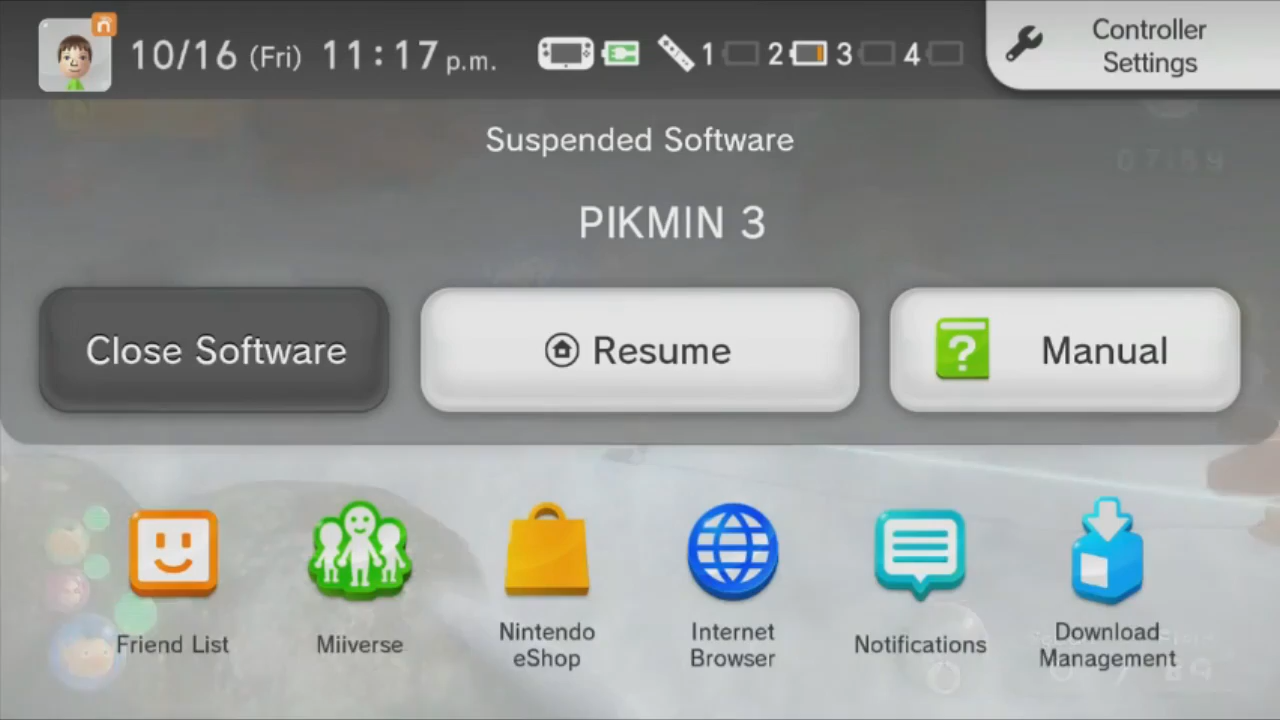 10/16 (Fri) 11:17 p.m. 1 2 3 4
Controller
Settings
Suspended Software
PIKMIN 3
Close Software
Resume
Manual
Friend List
Miiverse
Nintendo
eShop
Internet
Browser
Notifications
Download
Management